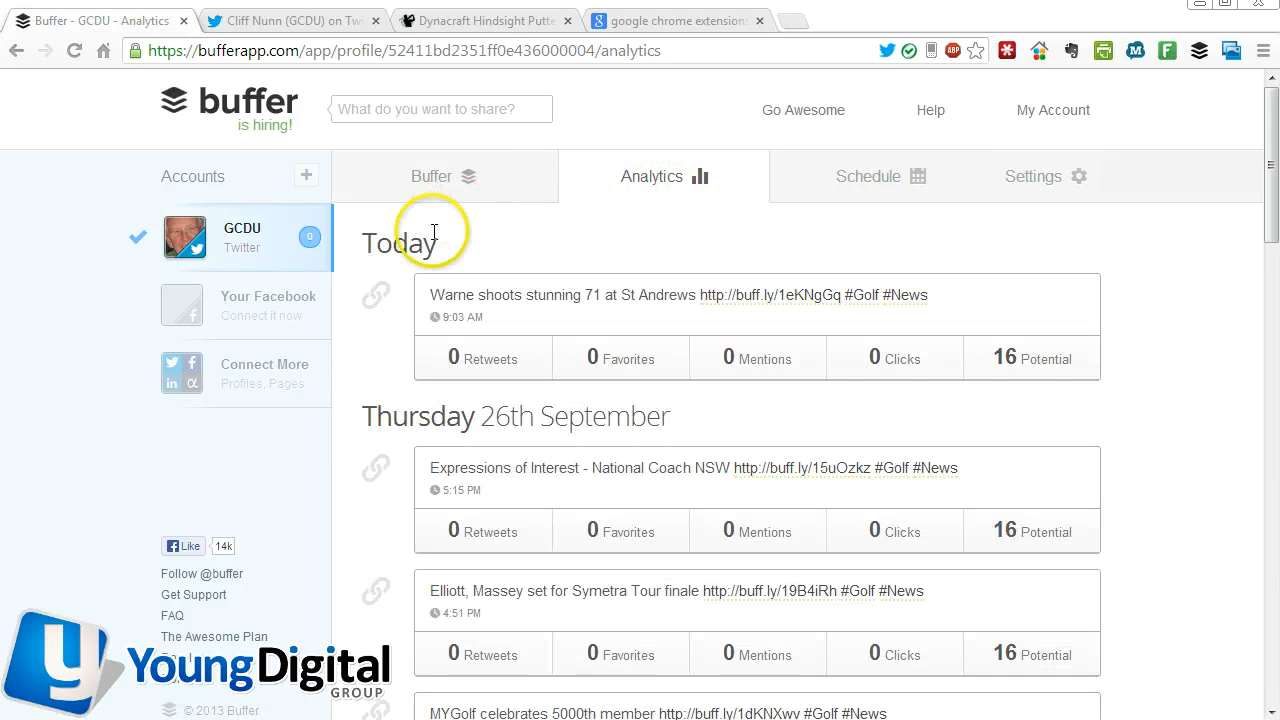 Buffer - GCDU - Analytics
Cliff Nunn (GCDU) on Tw
Dynacraft Hindsight Putte
google chrome extension
https://bufferapp.com/app/profile/52411bd2351ff0e436000004/analytics
buffer
is hiring!
What do you want to share?
Go Awesome
Help
My Account
Accounts
Buffer
Analytics
Schedule
Settings
GCDU
Twitter
0
Your Facebook
Connect it now
Connect More
Profiles, Pages
Today
Warne shoots stunning 71 at St Andrews http://buff.ly/1eKNgGq #Golf #News
9:03 AM
0 Retweets
0 Favorites
0 Mentions
0 Clicks
16 Potential
Thursday 26th September
Expressions of Interest - National Coach NSW http://buff.ly/15uOzkz #Golf #News
5:15 PM
0 Retweets
0 Favorites
0 Mentions
0 Clicks
16 Potential
Elliott, Massey set for Symetra Tour finale http://buff.ly/19B4iRh #Golf #News
4:51 PM
0 Retweets
0 Favorites
0 Mentions
0 Clicks
16 Potential
MYGolf celebrates 5000th member http://buff.ly/1dKNXwv #Golf #News
Like 14k
Follow @buffer
Get Support
FAQ
The Awesome Plan
© 2013 Buffer
Young Digital
GROUP